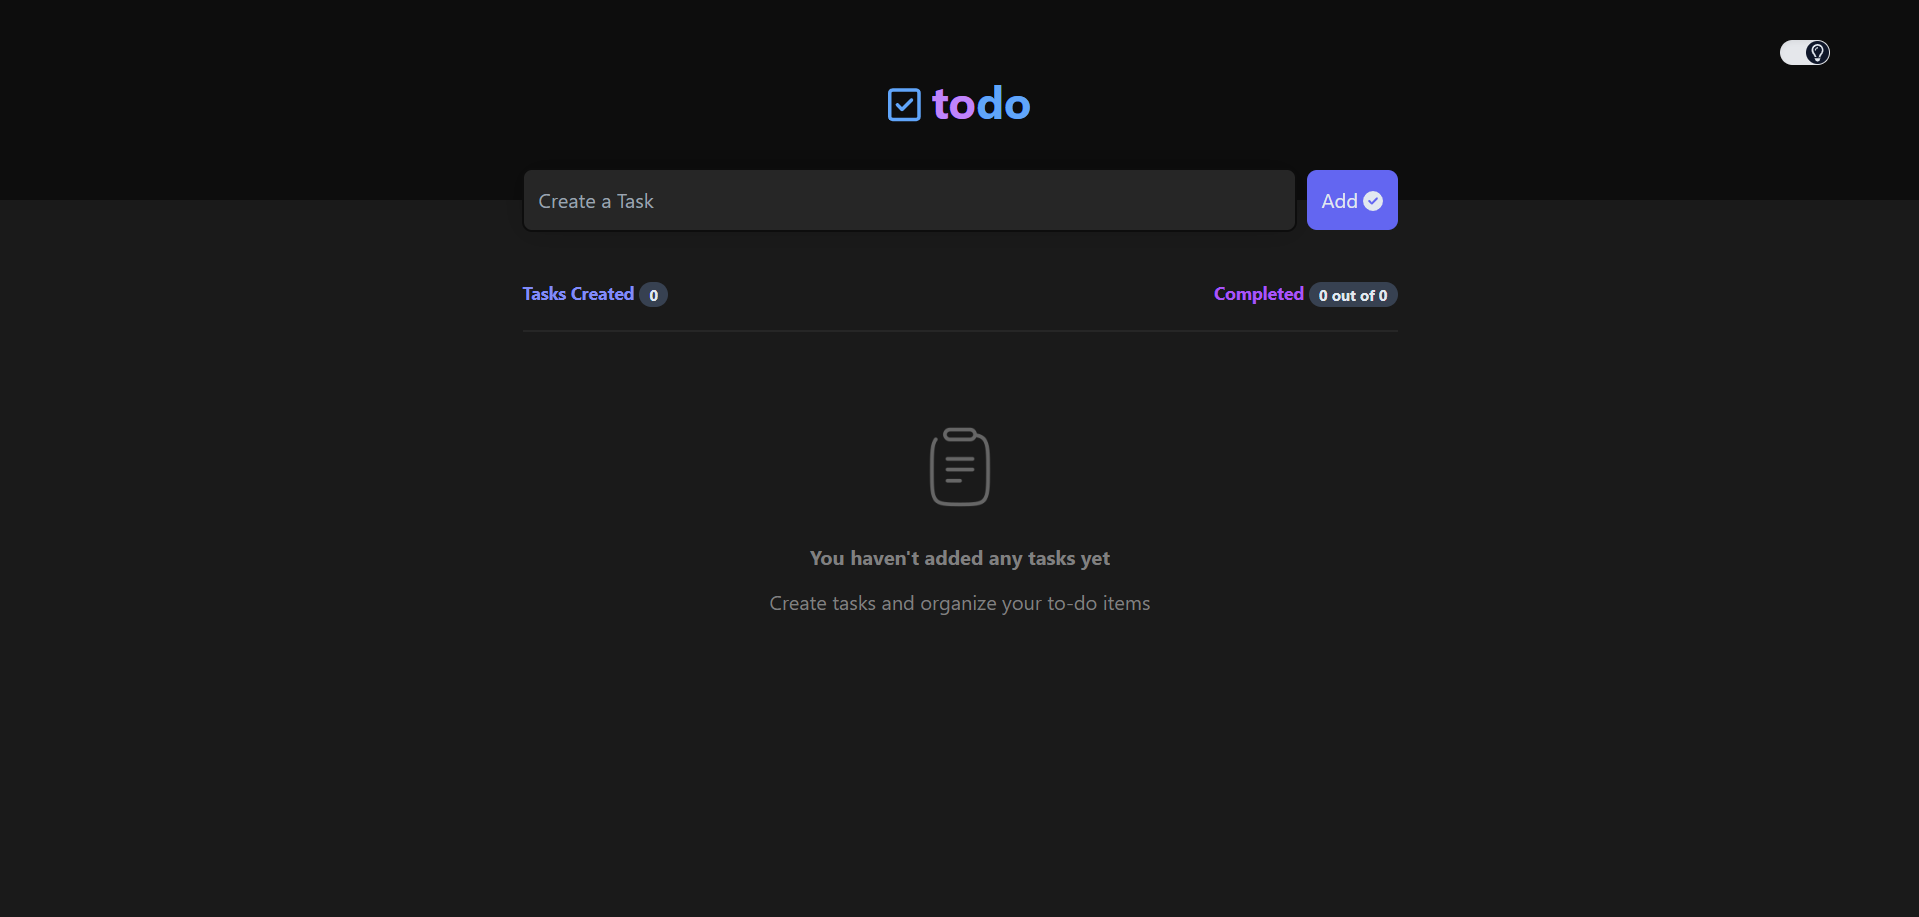 todo
Create a Task
Add
Tasks Created 0
Completed 0 out of 0
You haven't added any tasks yet
Create tasks and organize your to-do items